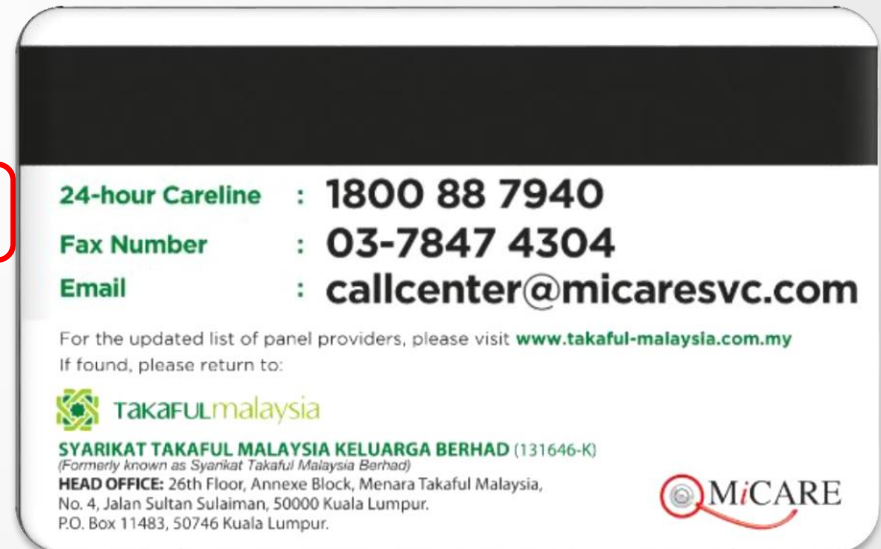 24-hour Careline : 1800 88 7940
Fax Number : 03-7847 4304
Email : callcenter@micaresvc.com
For the updated list of panel providers, please visit www.takaful-malaysia.com.my
If found, please return to:
TAKAFULmalaysia
SYARIKAT TAKAFUL MALAYSIA KELUARGA BERHAD (131646-K)
(Formerly known as Syarikat Takaful Malaysia Berhad)
HEAD OFFICE: 26th Floor, Annexe Block, Menara Takaful Malaysia,
No. 4, Jalan Sultan Sulaiman, 50000 Kuala Lumpur.
P.O. Box 11483, 50746 Kuala Lumpur.
MiCARE